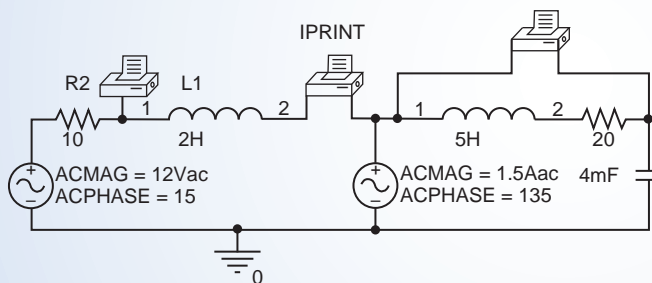 IPRINT
R2
L1
1
2
1
2
10
2H
5H
20
ACMAG = 12Vac
ACPHASE = 15
ACMAG = 1.5Aac
ACPHASE = 135
4mF
0